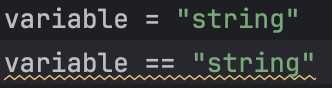 variable = "string"
variable == "string"